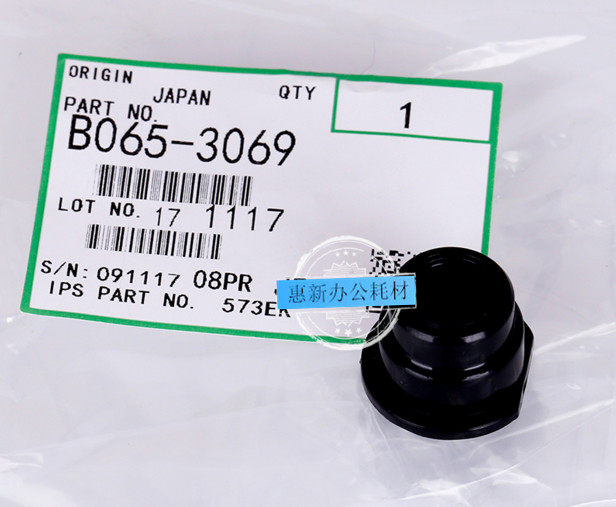 ORIGIN JAPAN QTY 1
PART NO.
B065-3069
LOT NO. 17 1117
S/N: 091117 08PR
IPS PART NO. 573EX
惠新办公耗材